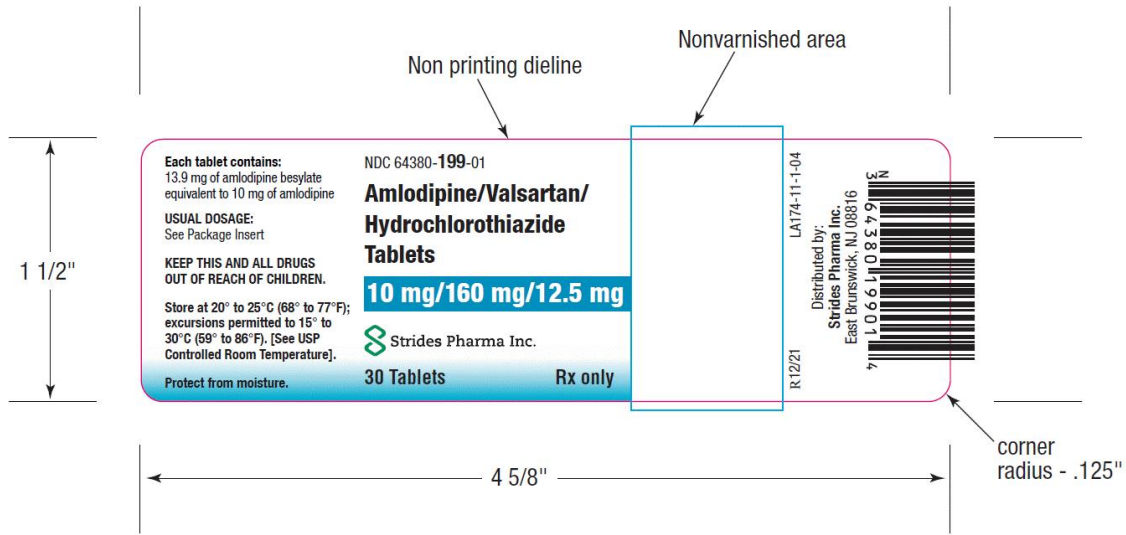 Nonvarnished area
Non printing dieline
1 1/2"
Each tablet contains:
13.9 mg of amlodipine besylate
equivalent to 10 mg of amlodipine
USUAL DOSAGE:
See Package Insert
KEEP THIS AND ALL DRUGS
OUT OF REACH OF CHILDREN.
Store at 20° to 25°C (68° to 77°F);
excursions permitted to 15° to
30°C (59° to 86°F). [See USP
Controlled Room Temperature].
Protect from moisture.
NDC 64380-199-01
Amlodipine/Valsartan/
Hydrochlorothiazide
Tablets
10 mg/160 mg/12.5 mg
Strides Pharma Inc.
30 Tablets Rx only
R12/21 LA174-11-1-04
Distributed by:
Strides Pharma Inc.
East Brunswick, NJ 08816
N
3 64380 19901 4
corner
radius - .125"
4 5/8"